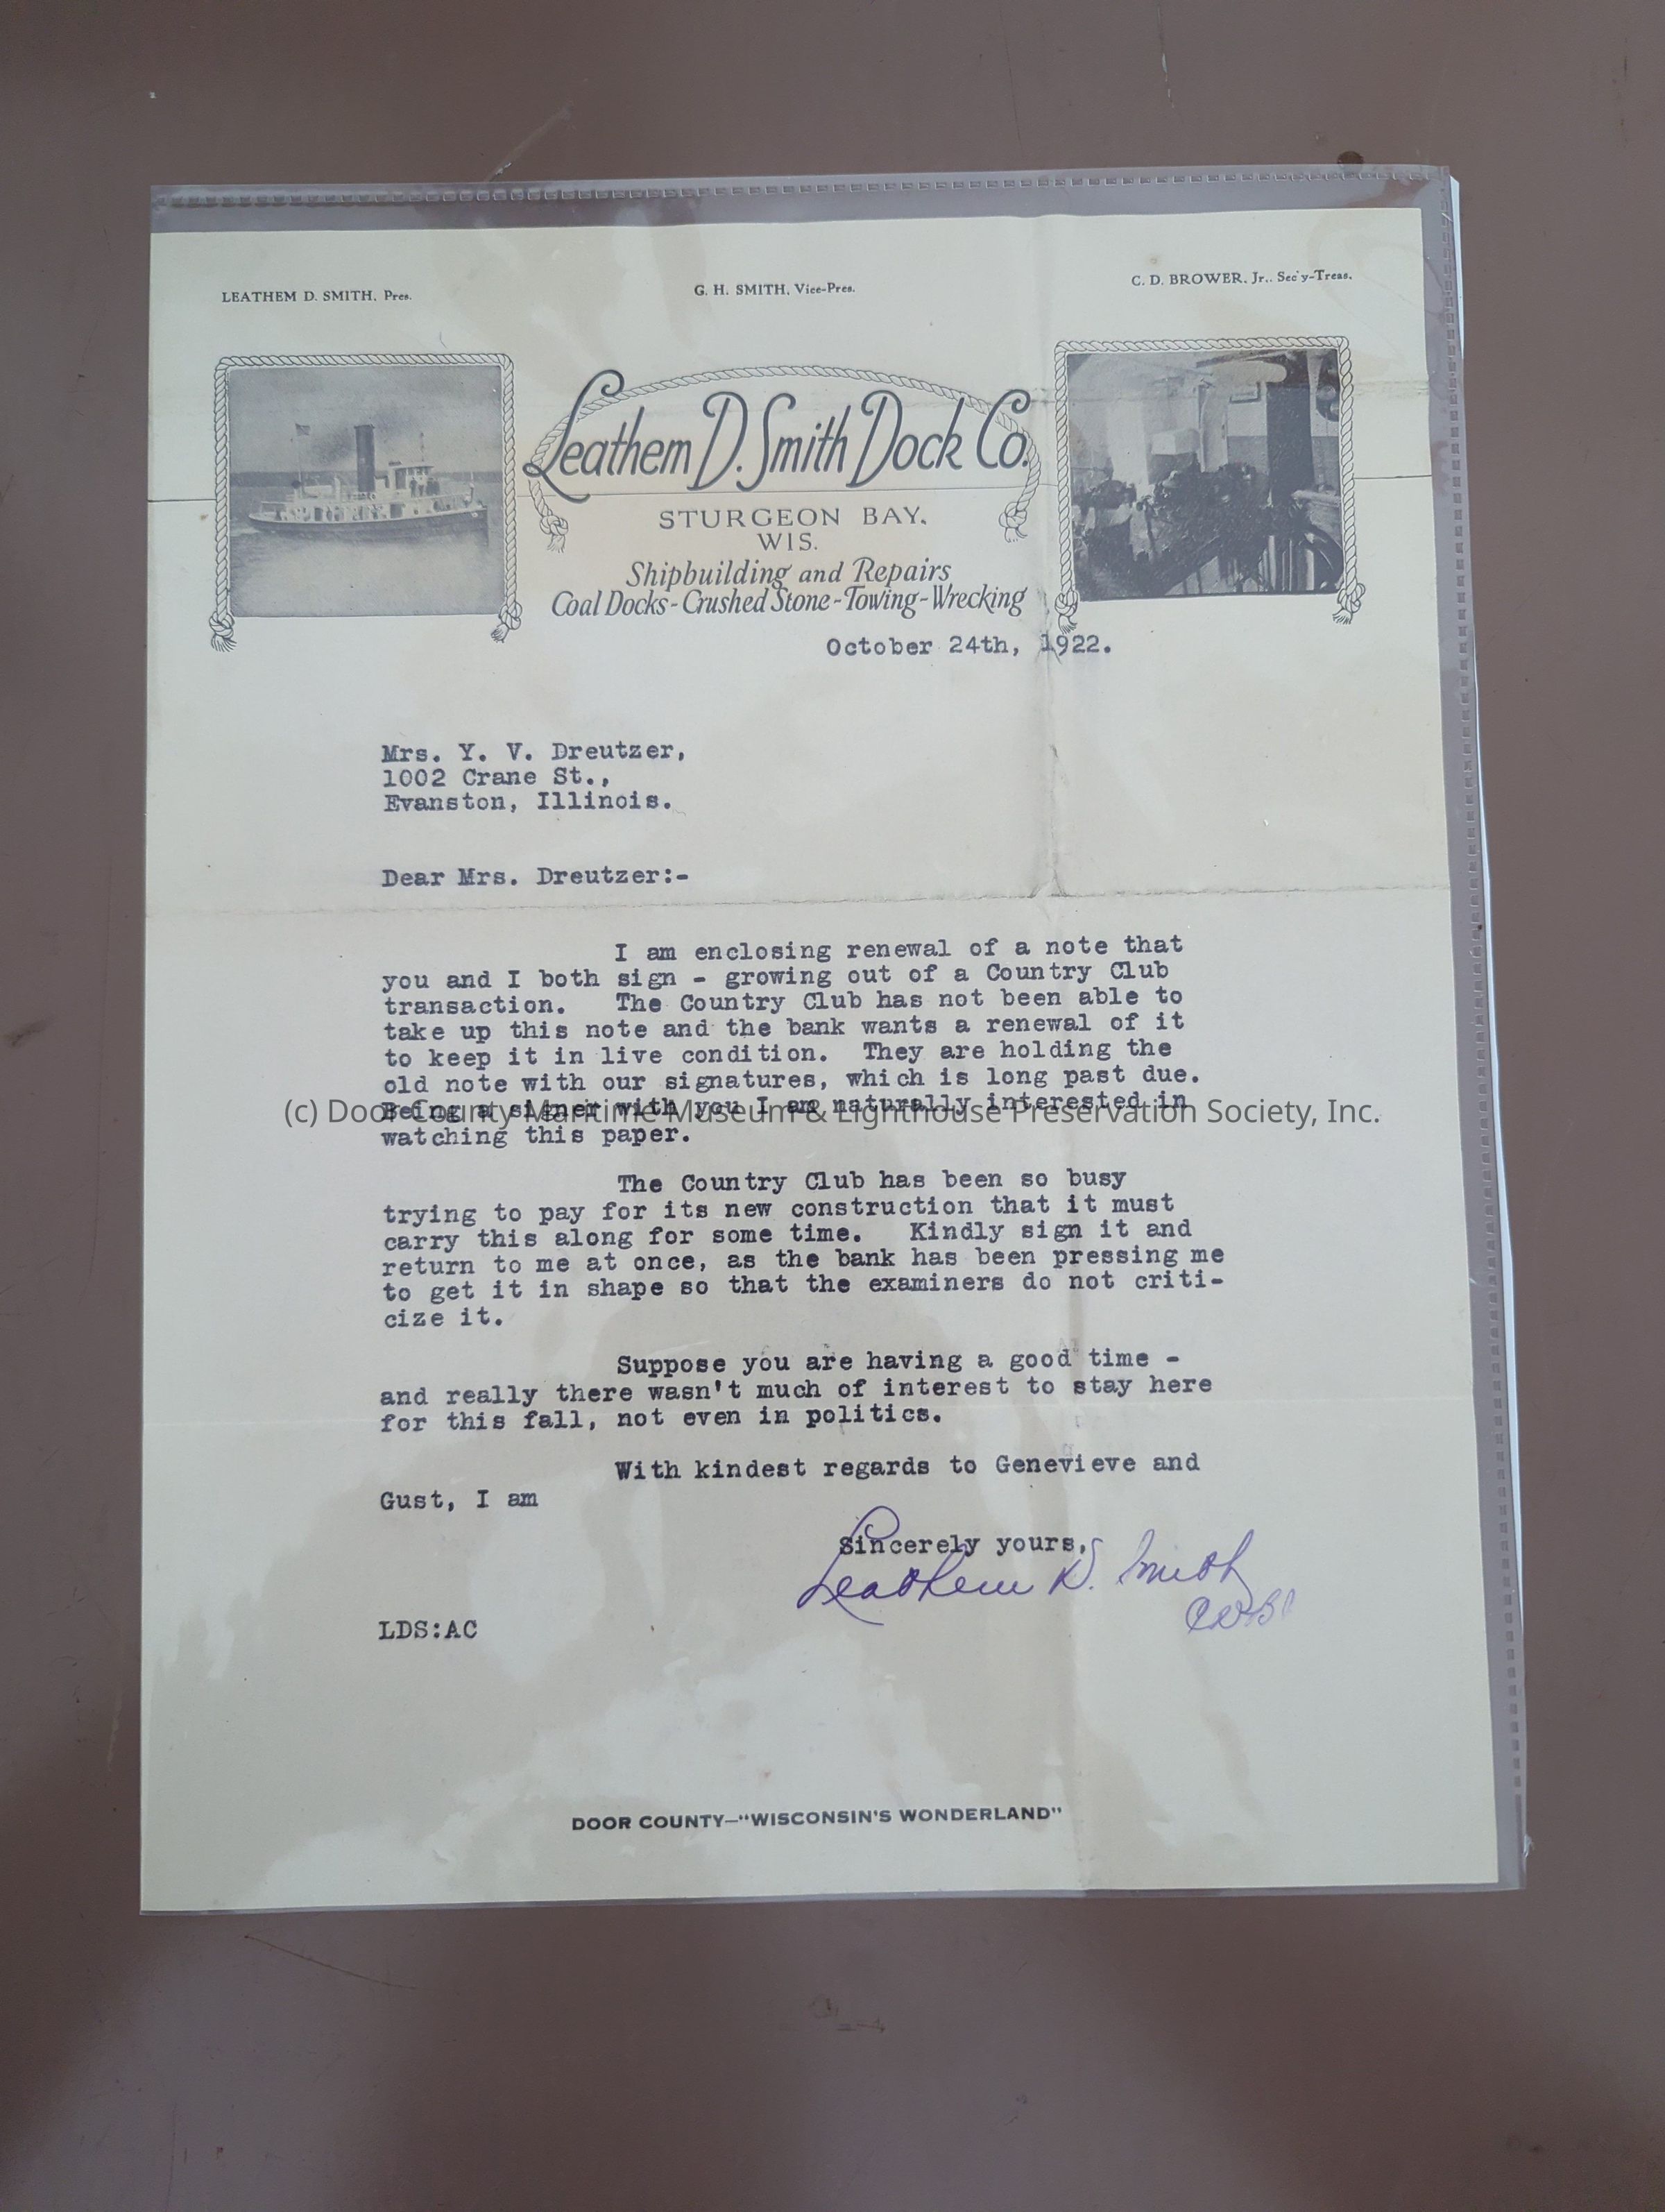 LEATHEM D. SMITH, Pres.
G. H. SMITH, Vice-Pres.
C. D. BROWER, Jr., Sec'y-Treas.
Leathem D. Smith Dock Co.
STURGEON BAY,
WIS.
Shipbuilding and Repairs
Coal Docks - Crushed Stone - Towing - Wrecking
October 24th, 1922.
Mrs. Y. V. Dreutzer,
1002 Crane St.,
Evanston, Illinois.
Dear Mrs. Dreutzer:-
I am enclosing renewal of a note that
you and I both sign - growing out of a Country Club
transaction. The Country Club has not been able to
take up this note and the bank wants a renewal of it
to keep it in live condition. They are holding the
old note with our signatures, which is long past due.
Being a signer with you I am naturally interested in
(c) Door County Maritime Museum & Lighthouse Preservation Society, Inc.
watching this paper.
The Country Club has been so busy
trying to pay for its new construction that it must
carry this along for some time. Kindly sign it and
return to me at once, as the bank has been pressing me
to get it in shape so that the examiners do not criti-
cize it.
Suppose you are having a good time -
and really there wasn't much of interest to stay here
for this fall, not even in politics.
With kindest regards to Genevieve and
Gust, I am
Sincerely yours,
Leathem D. Smith
LDS:AC
DOOR COUNTY—"WISCONSIN'S WONDERLAND"